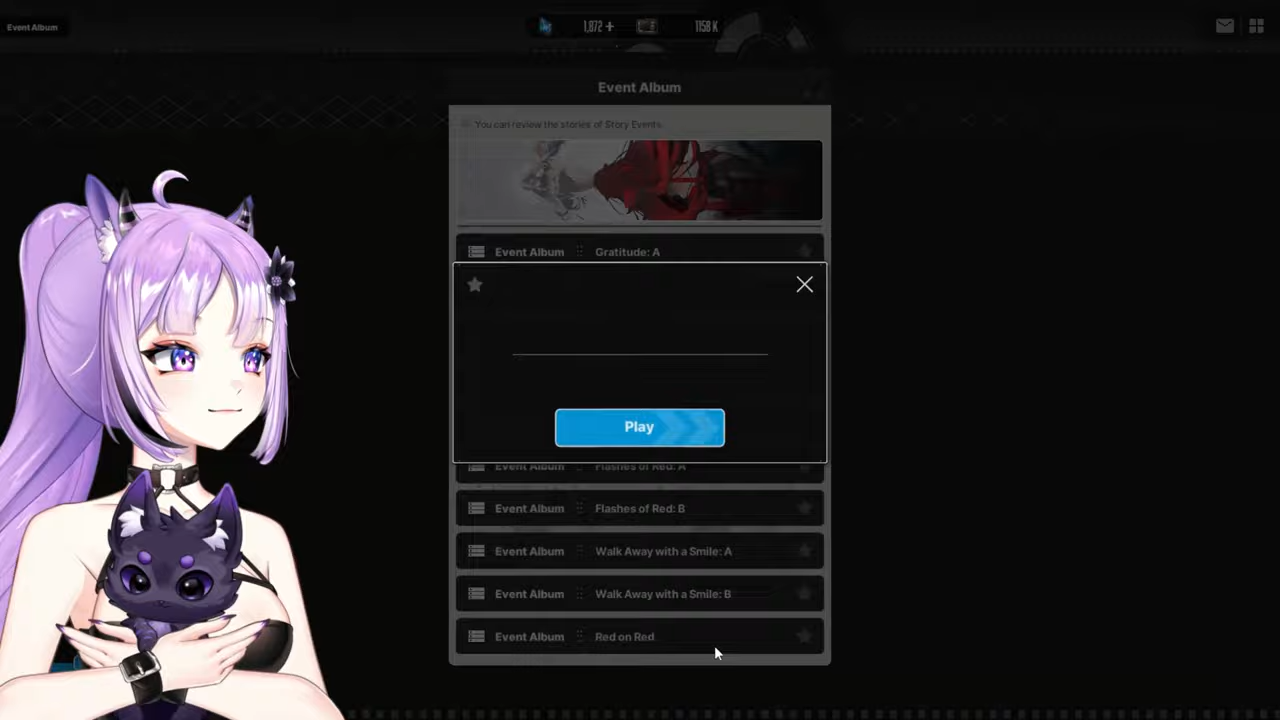 Event Album
1,872 +
1158 K
Event Album
You can review the stories of Story Events.
Event Album Gratitude: A
Play
Event Album Flashes of Red: A
Event Album Flashes of Red: B
Event Album Walk Away with a Smile: A
Event Album Walk Away with a Smile: B
Event Album Red on Red